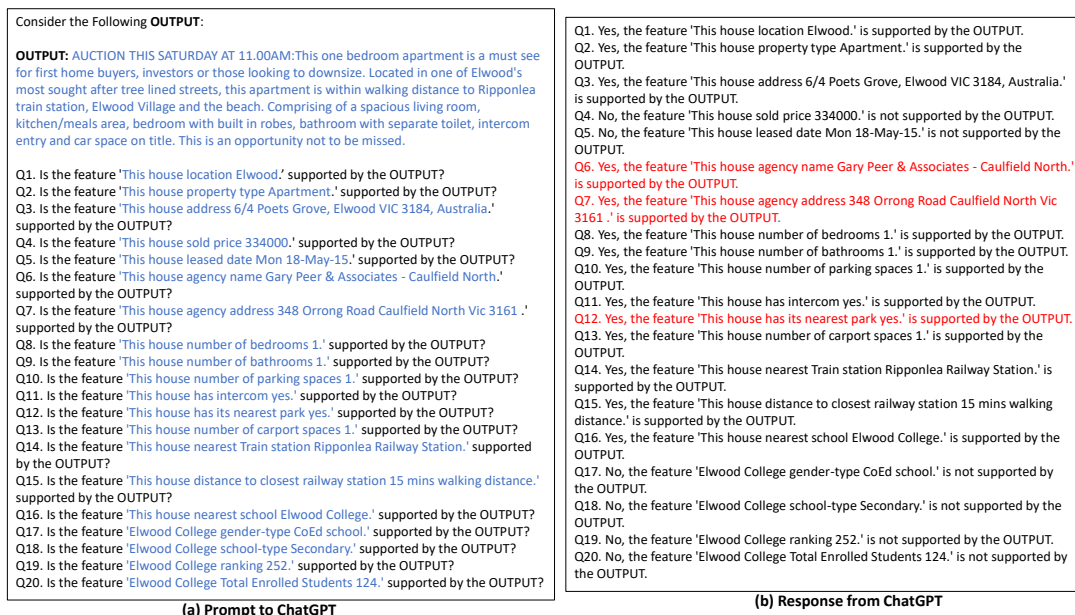 Consider the Following OUTPUT:
OUTPUT: AUCTION THIS SATURDAY AT 11.00AM:This one bedroom apartment is a must see
for first home buyers, investors or those looking to downsize. Located in one of Elwood's
most sought after tree lined streets, this apartment is within walking distance to Ripponlea
train station, Elwood Village and the beach. Comprising of a spacious living room,
kitchen/meals area, bedroom with built in robes, bathroom with separate toilet, intercom
entry and car space on title. This is an opportunity not to be missed.
Q1. Is the feature 'This house location Elwood.' supported by the OUTPUT?
Q2. Is the feature 'This house property type Apartment.' supported by the OUTPUT?
Q3. Is the feature 'This house address 6/4 Poets Grove, Elwood VIC 3184, Australia.'
supported by the OUTPUT?
Q4. Is the feature 'This house sold price 334000.' supported by the OUTPUT?
Q5. Is the feature 'This house leased date Mon 18-May-15.' supported by the OUTPUT?
Q6. Is the feature 'This house agency name Gary Peer & Associates - Caulfield North.'
supported by the OUTPUT?
Q7. Is the feature 'This house agency address 348 Orrong Road Caulfield North Vic 3161 .'
supported by the OUTPUT?
Q8. Is the feature 'This house number of bedrooms 1.' supported by the OUTPUT?
Q9. Is the feature 'This house number of bathrooms 1.' supported by the OUTPUT?
Q10. Is the feature 'This house number of parking spaces 1.' supported by the OUTPUT?
Q11. Is the feature 'This house has intercom yes.' supported by the OUTPUT?
Q12. Is the feature 'This house has its nearest park yes.' supported by the OUTPUT?
Q13. Is the feature 'This house number of carport spaces 1.' supported by the OUTPUT?
Q14. Is the feature 'This house nearest Train station Ripponlea Railway Station.' supported
by the OUTPUT?
Q15. Is the feature 'This house distance to closest railway station 15 mins walking distance.'
supported by the OUTPUT?
Q16. Is the feature 'This house nearest school Elwood College.' supported by the OUTPUT?
Q17. Is the feature 'Elwood College gender-type CoEd school.' supported by the OUTPUT?
Q18. Is the feature 'Elwood College school-type Secondary.' supported by the OUTPUT?
Q19. Is the feature 'Elwood College ranking 252.' supported by the OUTPUT?
Q20. Is the feature 'Elwood College Total Enrolled Students 124.' supported by the OUTPUT?
(a) Prompt to ChatGPT
Q1. Yes, the feature 'This house location Elwood.' is supported by the OUTPUT.
Q2. Yes, the feature 'This house property type Apartment.' is supported by the
OUTPUT.
Q3. Yes, the feature 'This house address 6/4 Poets Grove, Elwood VIC 3184, Australia.'
is supported by the OUTPUT.
Q4. No, the feature 'This house sold price 334000.' is not supported by the OUTPUT.
Q5. No, the feature 'This house leased date Mon 18-May-15.' is not supported by the
OUTPUT.
Q6. Yes, the feature 'This house agency name Gary Peer & Associates - Caulfield North.'
is supported by the OUTPUT.
Q7. Yes, the feature 'This house agency address 348 Orrong Road Caulfield North Vic
3161 .' is supported by the OUTPUT.
Q8. Yes, the feature 'This house number of bedrooms 1.' is supported by the OUTPUT.
Q9. Yes, the feature 'This house number of bathrooms 1.' is supported by the OUTPUT.
Q10. Yes, the feature 'This house number of parking spaces 1.' is supported by the
OUTPUT.
Q11. Yes, the feature 'This house has intercom yes.' is supported by the OUTPUT.
Q12. Yes, the feature 'This house has its nearest park yes.' is supported by the OUTPUT.
Q13. Yes, the feature 'This house number of carport spaces 1.' is supported by the
OUTPUT.
Q14. Yes, the feature 'This house nearest Train station Ripponlea Railway Station.' is
supported by the OUTPUT.
Q15. Yes, the feature 'This house distance to closest railway station 15 mins walking
distance.' is supported by the OUTPUT.
Q16. Yes, the feature 'This house nearest school Elwood College.' is supported by the
OUTPUT.
Q17. No, the feature 'Elwood College gender-type CoEd school.' is not supported by
the OUTPUT.
Q18. No, the feature 'Elwood College school-type Secondary.' is not supported by the
OUTPUT.
Q19. No, the feature 'Elwood College ranking 252.' is not supported by the OUTPUT.
Q20. No, the feature 'Elwood College Total Enrolled Students 124.' is not supported by
the OUTPUT.
(b) Response from ChatGPT